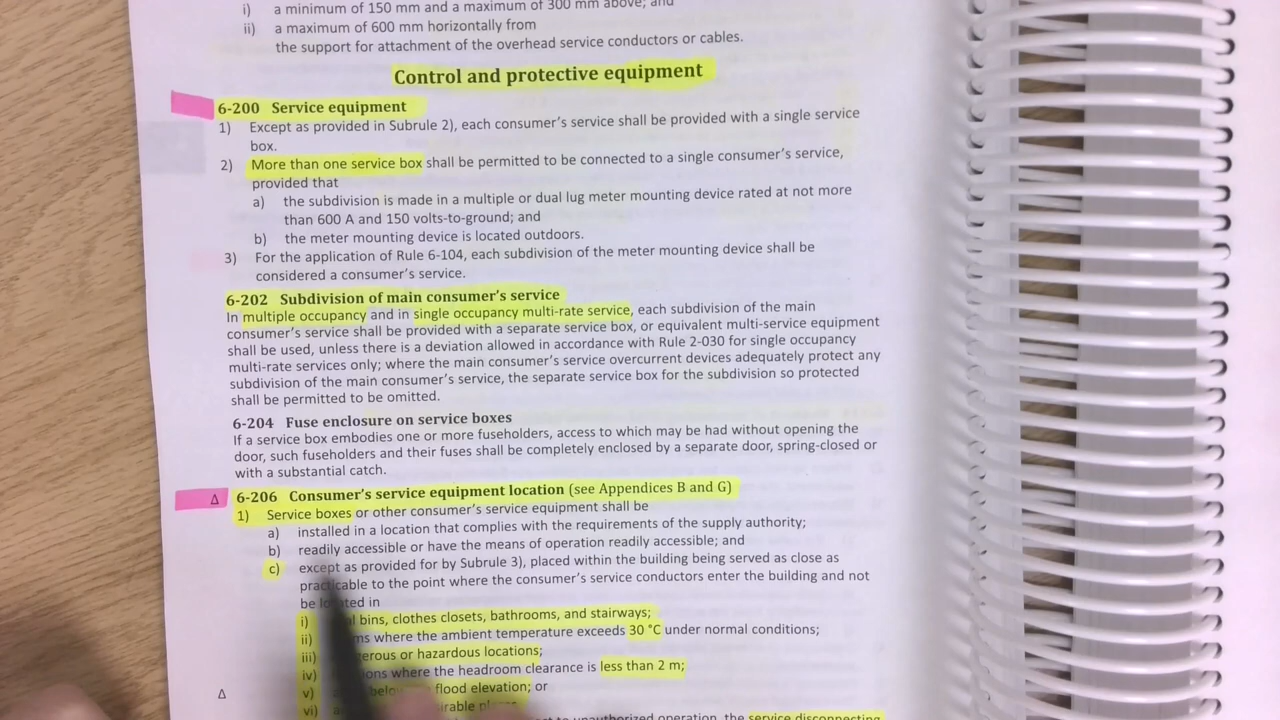 i) a minimum of 150 mm and a maximum of 300 mm above; and
ii) a maximum of 600 mm horizontally from
the support for attachment of the overhead service conductors or cables.
Control and protective equipment
6-200 Service equipment
1) Except as provided in Subrule 2), each consumer's service shall be provided with a single service
box.
2) More than one service box shall be permitted to be connected to a single consumer's service,
provided that
a) the subdivision is made in a multiple or dual lug meter mounting device rated at not more
than 600 A and 150 volts-to-ground; and
b) the meter mounting device is located outdoors.
3) For the application of Rule 6-104, each subdivision of the meter mounting device shall be
considered a consumer's service.
6-202 Subdivision of main consumer's service
In multiple occupancy and in single occupancy multi-rate service, each subdivision of the main
consumer's service shall be provided with a separate service box, or equivalent multi-service equipment
shall be used, unless there is a deviation allowed in accordance with Rule 2-030 for single occupancy
multi-rate services only; where the main consumer's service overcurrent devices adequately protect any
subdivision of the main consumer's service, the separate service box for the subdivision so protected
shall be permitted to be omitted.
6-204 Fuse enclosure on service boxes
If a service box embodies one or more fuseholders, access to which may be had without opening the
door, such fuseholders and their fuses shall be completely enclosed by a separate door, spring-closed or
with a substantial catch.
Δ 6-206 Consumer's service equipment location (see Appendices B and G)
1) Service boxes or other consumer's service equipment shall be
a) installed in a location that complies with the requirements of the supply authority;
b) readily accessible or have the means of operation readily accessible; and
c) except as provided for by Subrule 3), placed within the building being served as close as
practicable to the point where the consumer's service conductors enter the building and not
be located in
i) bins, clothes closets, bathrooms, and stairways;
ii) where the ambient temperature exceeds 30 °C under normal conditions;
iii) or hazardous locations;
iv) where the headroom clearance is less than 2 m;
Δ v) flood elevation; or
vi)
unauthorized operation, the service disconnecting